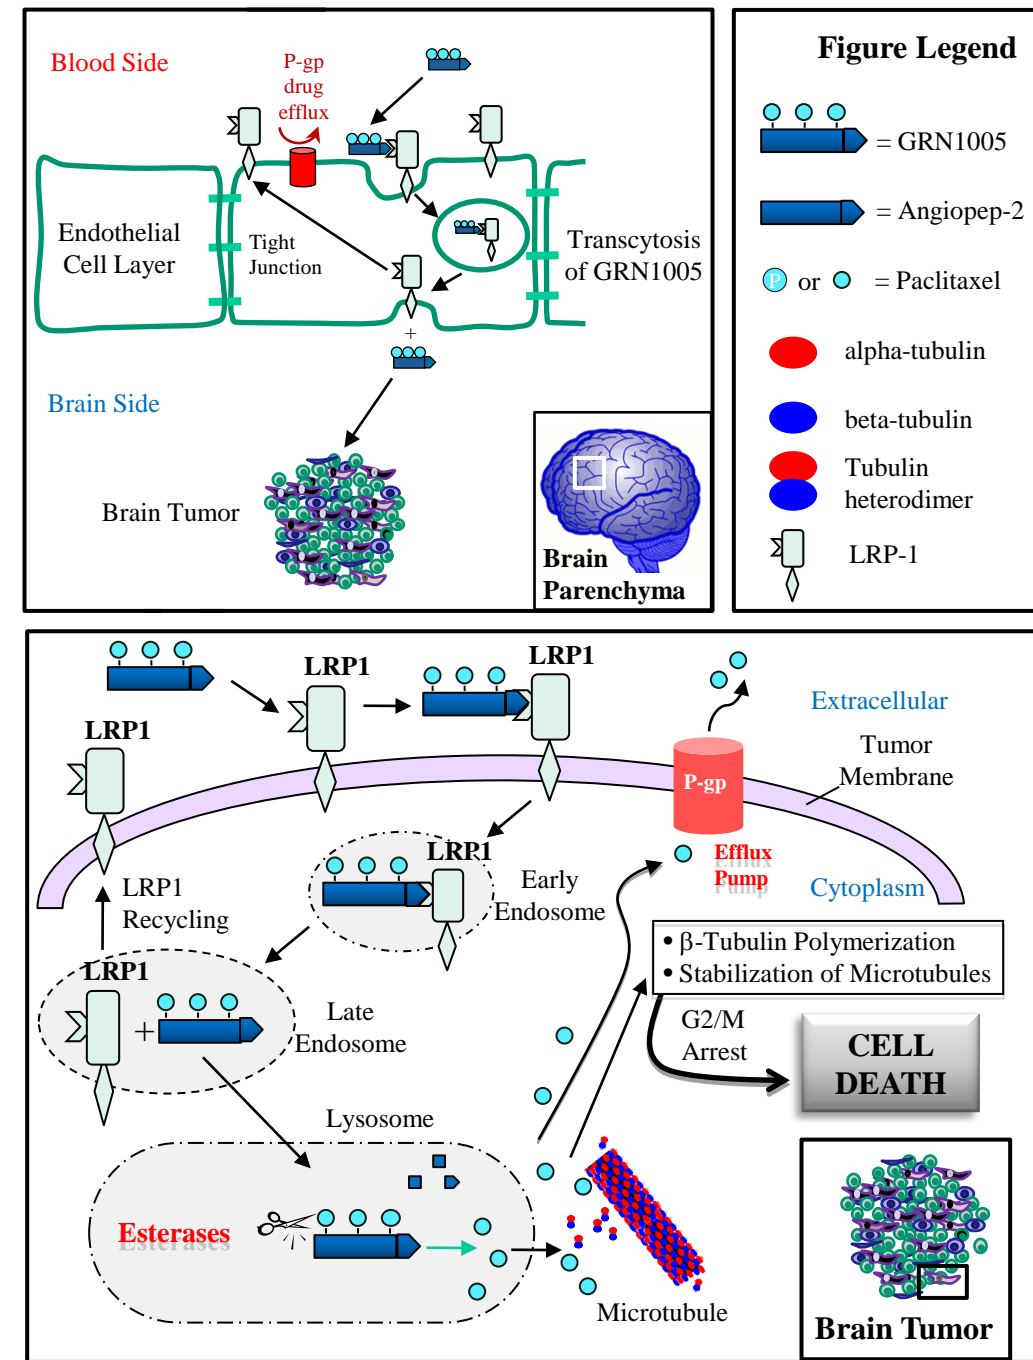 Blood Side
P-gp
drug
efflux
Endothelial
Cell Layer
Tight
Junction
Transcytosis
of GRN1005
+
Brain Side
Brain Tumor
Brain
Parenchyma
Figure Legend
= GRN1005
= Angiopep-2
P or = Paclitaxel
alpha-tubulin
beta-tubulin
Tubulin
heterodimer
LRP-1
LRP1
LRP1
LRP1
Extracellular
Tumor
Membrane
P-gp
Efflux
Pump
Cytoplasm
LRP1
Early
Endosome
LRP1
Recycling
LRP1
+
Late
Endosome
• β-Tubulin Polymerization
• Stabilization of Microtubules
G2/M
Arrest
CELL
DEATH
Lysosome
Esterases
Microtubule
Brain Tumor